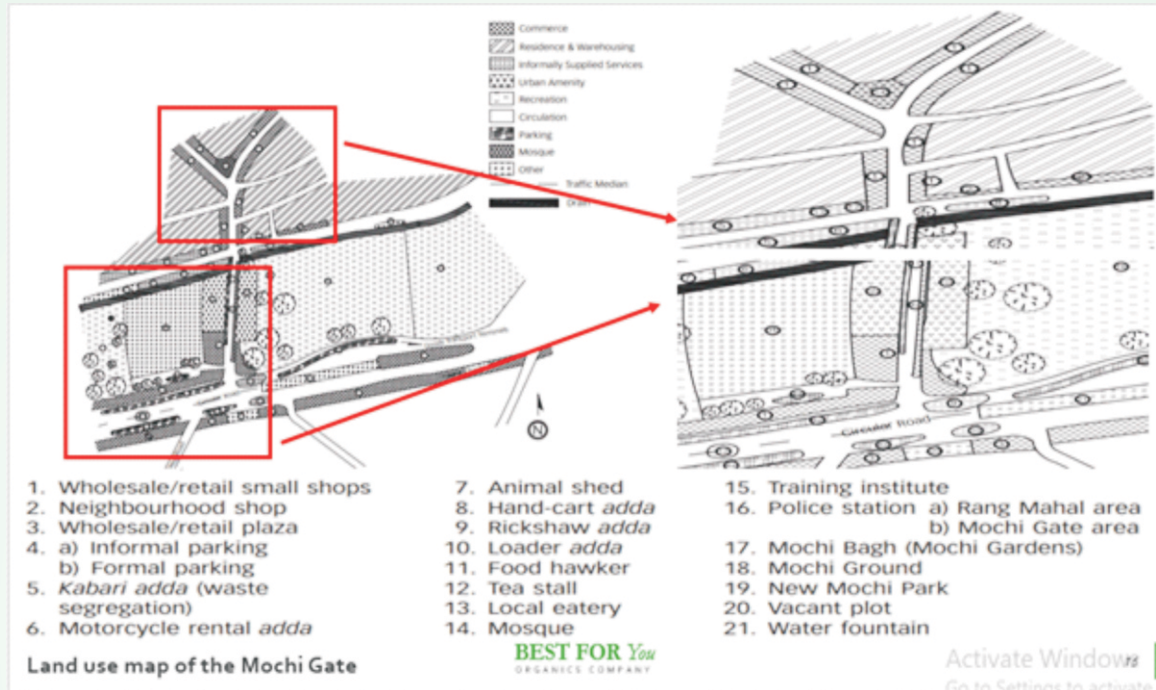 Commerce
Residence & Warehousing
Informally Supplied Services
Urban Amenity
Recreation
Circulation
Parking
Mosque
Other
Traffic Median
Drain
Circular Road
1. Wholesale/retail small shops
2. Neighbourhood shop
3. Wholesale/retail plaza
4. a) Informal parking
b) Formal parking
5. Kabari adda (waste
segregation)
6. Motorcycle rental adda
7. Animal shed
8. Hand-cart adda
9. Rickshaw adda
10. Loader adda
11. Food hawker
12. Tea stall
13. Local eatery
14. Mosque
15. Training institute
16. Police station a) Rang Mahal area
b) Mochi Gate area
17. Mochi Bagh (Mochi Gardens)
18. Mochi Ground
19. New Mochi Park
20. Vacant plot
21. Water fountain
Land use map of the Mochi Gate
BEST FOR You
ORGANICS COMPANY
Activate Windows
Go to Settings to activate